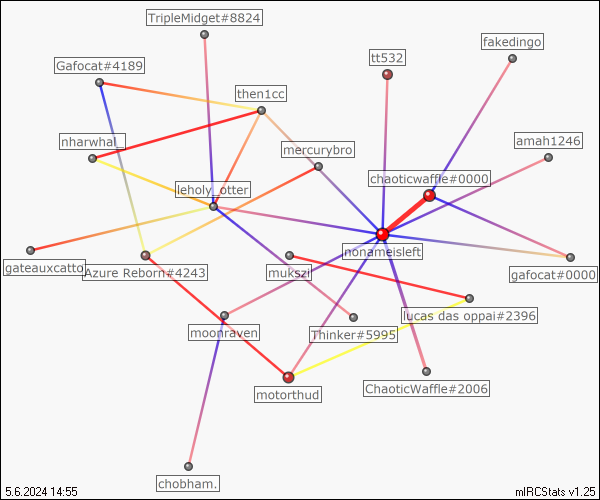 TripleMidget#8824
fakedingo
tt532
Gafocat#4189
then1cc
nharwhal_
amah1246
mercurybro
chaoticwaffle#0000
leholy_otter
nonameisleft
gateauxcatto
Azure Reborn#4243
mukszi
gafocat#0000
lucas das oppai#2396
moonraven
Thinker#5995
motorthud
ChaoticWaffle#2006
chobham.
5.6.2024 14:55
mIRCStats v1.25